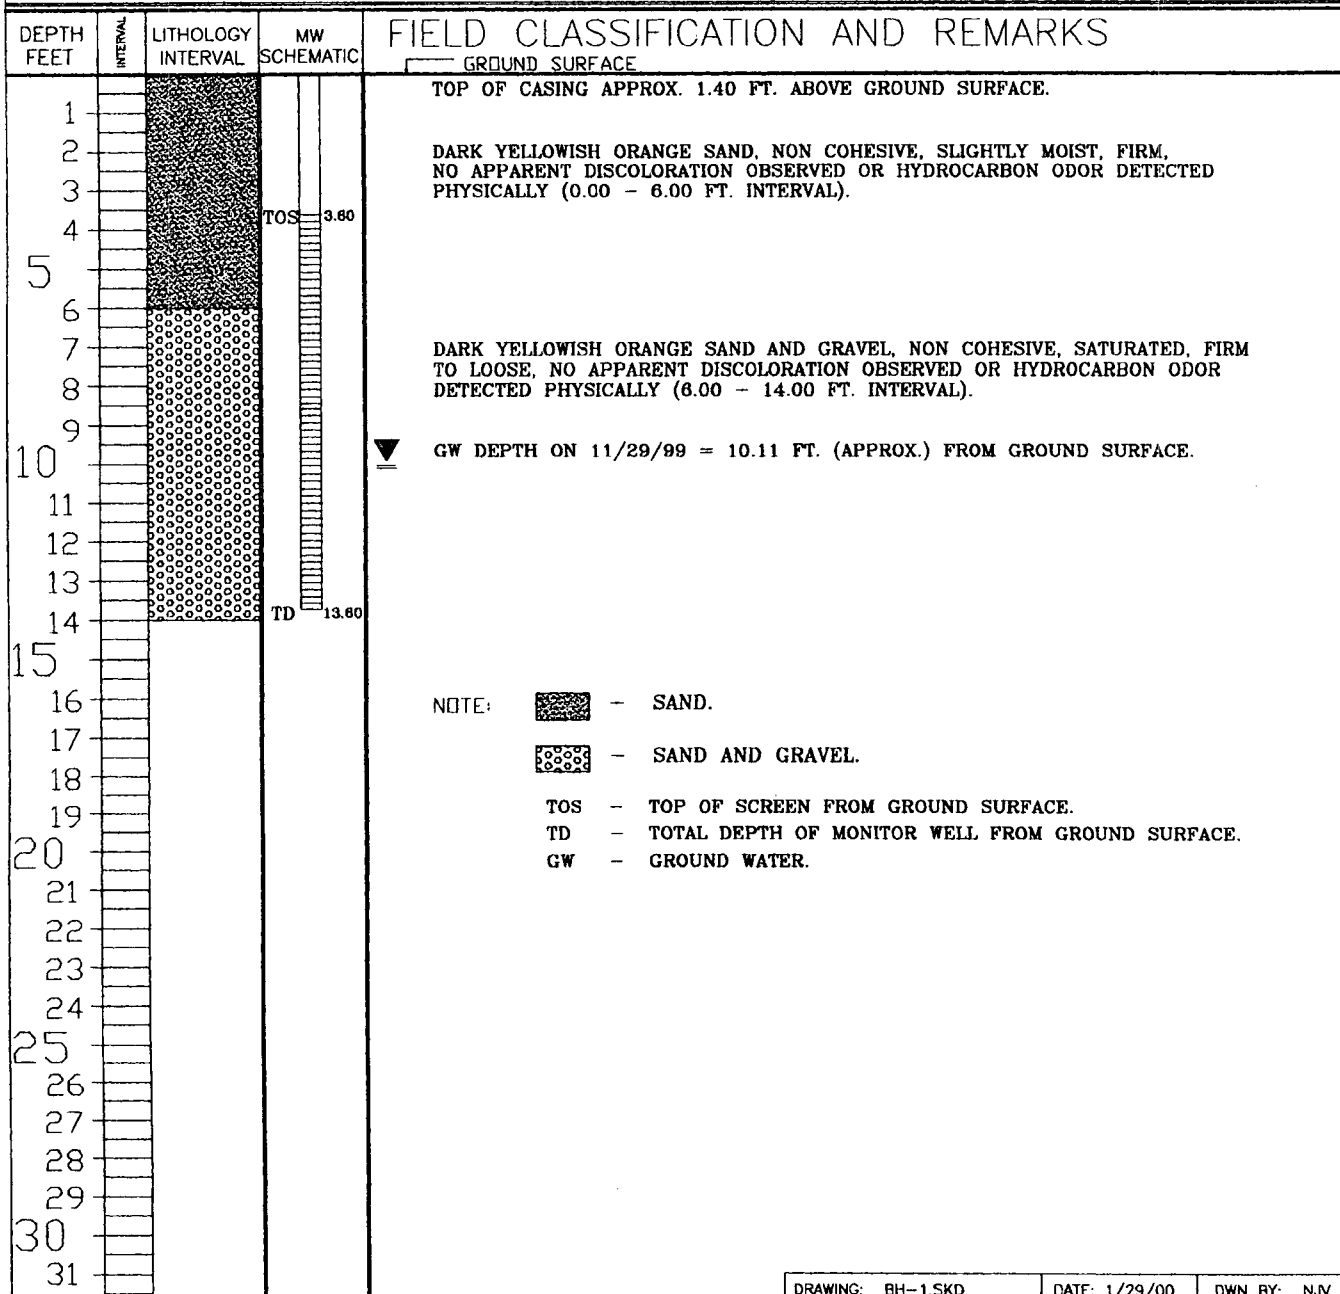 DEPTH FEET
INTERVAL
LITHOLOGY INTERVAL
MW SCHEMATIC
FIELD CLASSIFICATION AND REMARKS
GROUND SURFACE
TOP OF CASING APPROX. 1.40 FT. ABOVE GROUND SURFACE.
1
2
DARK YELLOWISH ORANGE SAND, NON COHESIVE, SLIGHTLY MOIST, FIRM,
NO APPARENT DISCOLORATION OBSERVED OR HYDROCARBON ODOR DETECTED
PHYSICALLY (0.00 - 6.00 FT. INTERVAL).
3
TOS 3.60
4
5
6
7
DARK YELLOWISH ORANGE SAND AND GRAVEL, NON COHESIVE, SATURATED, FIRM
TO LOOSE, NO APPARENT DISCOLORATION OBSERVED OR HYDROCARBON ODOR
DETECTED PHYSICALLY (6.00 - 14.00 FT. INTERVAL).
8
9
GW DEPTH ON 11/29/99 = 10.11 FT. (APPROX.) FROM GROUND SURFACE.
10
11
12
13
TD 13.60
14
15
16
NOTE: - SAND.
17
- SAND AND GRAVEL.
18
TOS - TOP OF SCREEN FROM GROUND SURFACE.
19
TD - TOTAL DEPTH OF MONITOR WELL FROM GROUND SURFACE.
20
GW - GROUND WATER.
21
22
23
24
25
26
27
28
29
30
31
DRAWING: BH-1.SKD DATE: 1/29/00 DWN BY: NJV